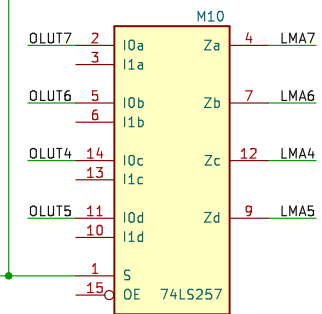 M10
OLUT7 2 I0a Za 4 LMA7
3 I1a
OLUT6 5 I0b Zb 7 LMA6
6 I1b
OLUT4 14 I0c Zc 12 LMA4
13 I1c
OLUT5 11 I0d Zd 9 LMA5
10 I1d
1 S
15 OE 74LS257